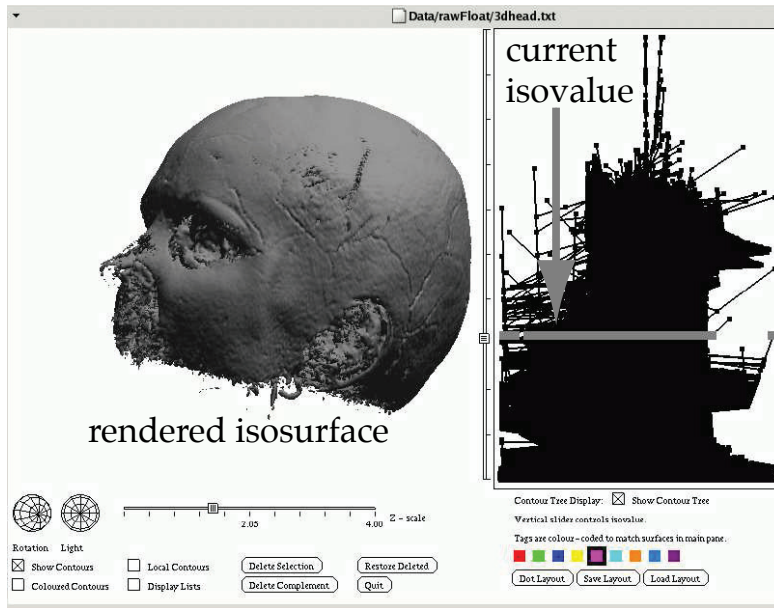 Data/rawFloat/3dhead.txt
current
isovalue
rendered isosurface
2.05
4.00
Z - scale
Rotation
Light
Show Contours
Local Contours
Delete Selection
Restore Deleted
Coloured Contours
Display Lists
Delete Complement
Quit
Contour Tree Display:
Show Contour Tree
Vertical slider controls isovalue.
Tags are colour-coded to match surfaces in main pane.
Dot Layout
Save Layout
Load Layout